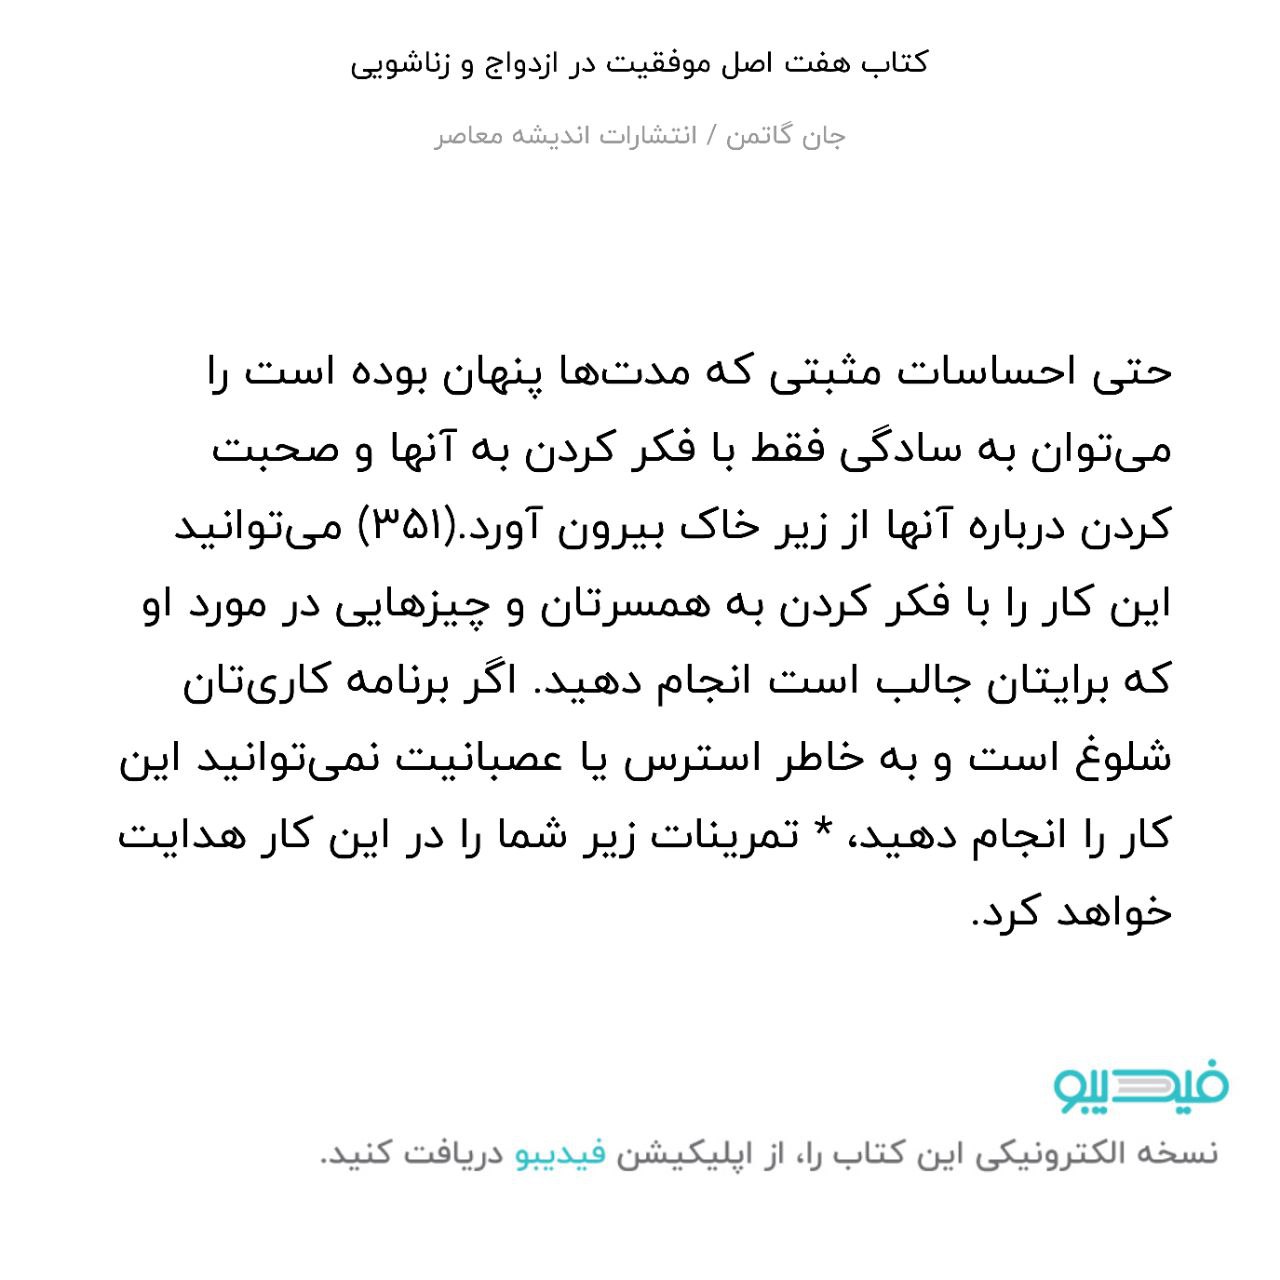 کتاب هفت اصل موفقیت در ازدواج و زناشویی
جان گاتمن / انتشارات اندیشه معاصر
حتی احساسات مثبتی که مدت‌ها پنهان بوده است را
می‌توان به سادگی فقط با فکر کردن به آنها و صحبت
کردن درباره آنها از زیر خاک بیرون آورد.(۳۵۱) می‌توانید
این کار را با فکر کردن به همسرتان و چیزهایی در مورد او
که برایتان جالب است انجام دهید. اگر برنامه کاری‌تان
شلوغ است و به خاطر استرس یا عصبانیت نمی‌توانید این
کار را انجام دهید، * تمرینات زیر شما را در این کار هدایت
خواهد کرد.
فیدیبو
نسخه الکترونیکی این کتاب را، از اپلیکیشن فیدیبو دریافت کنید.